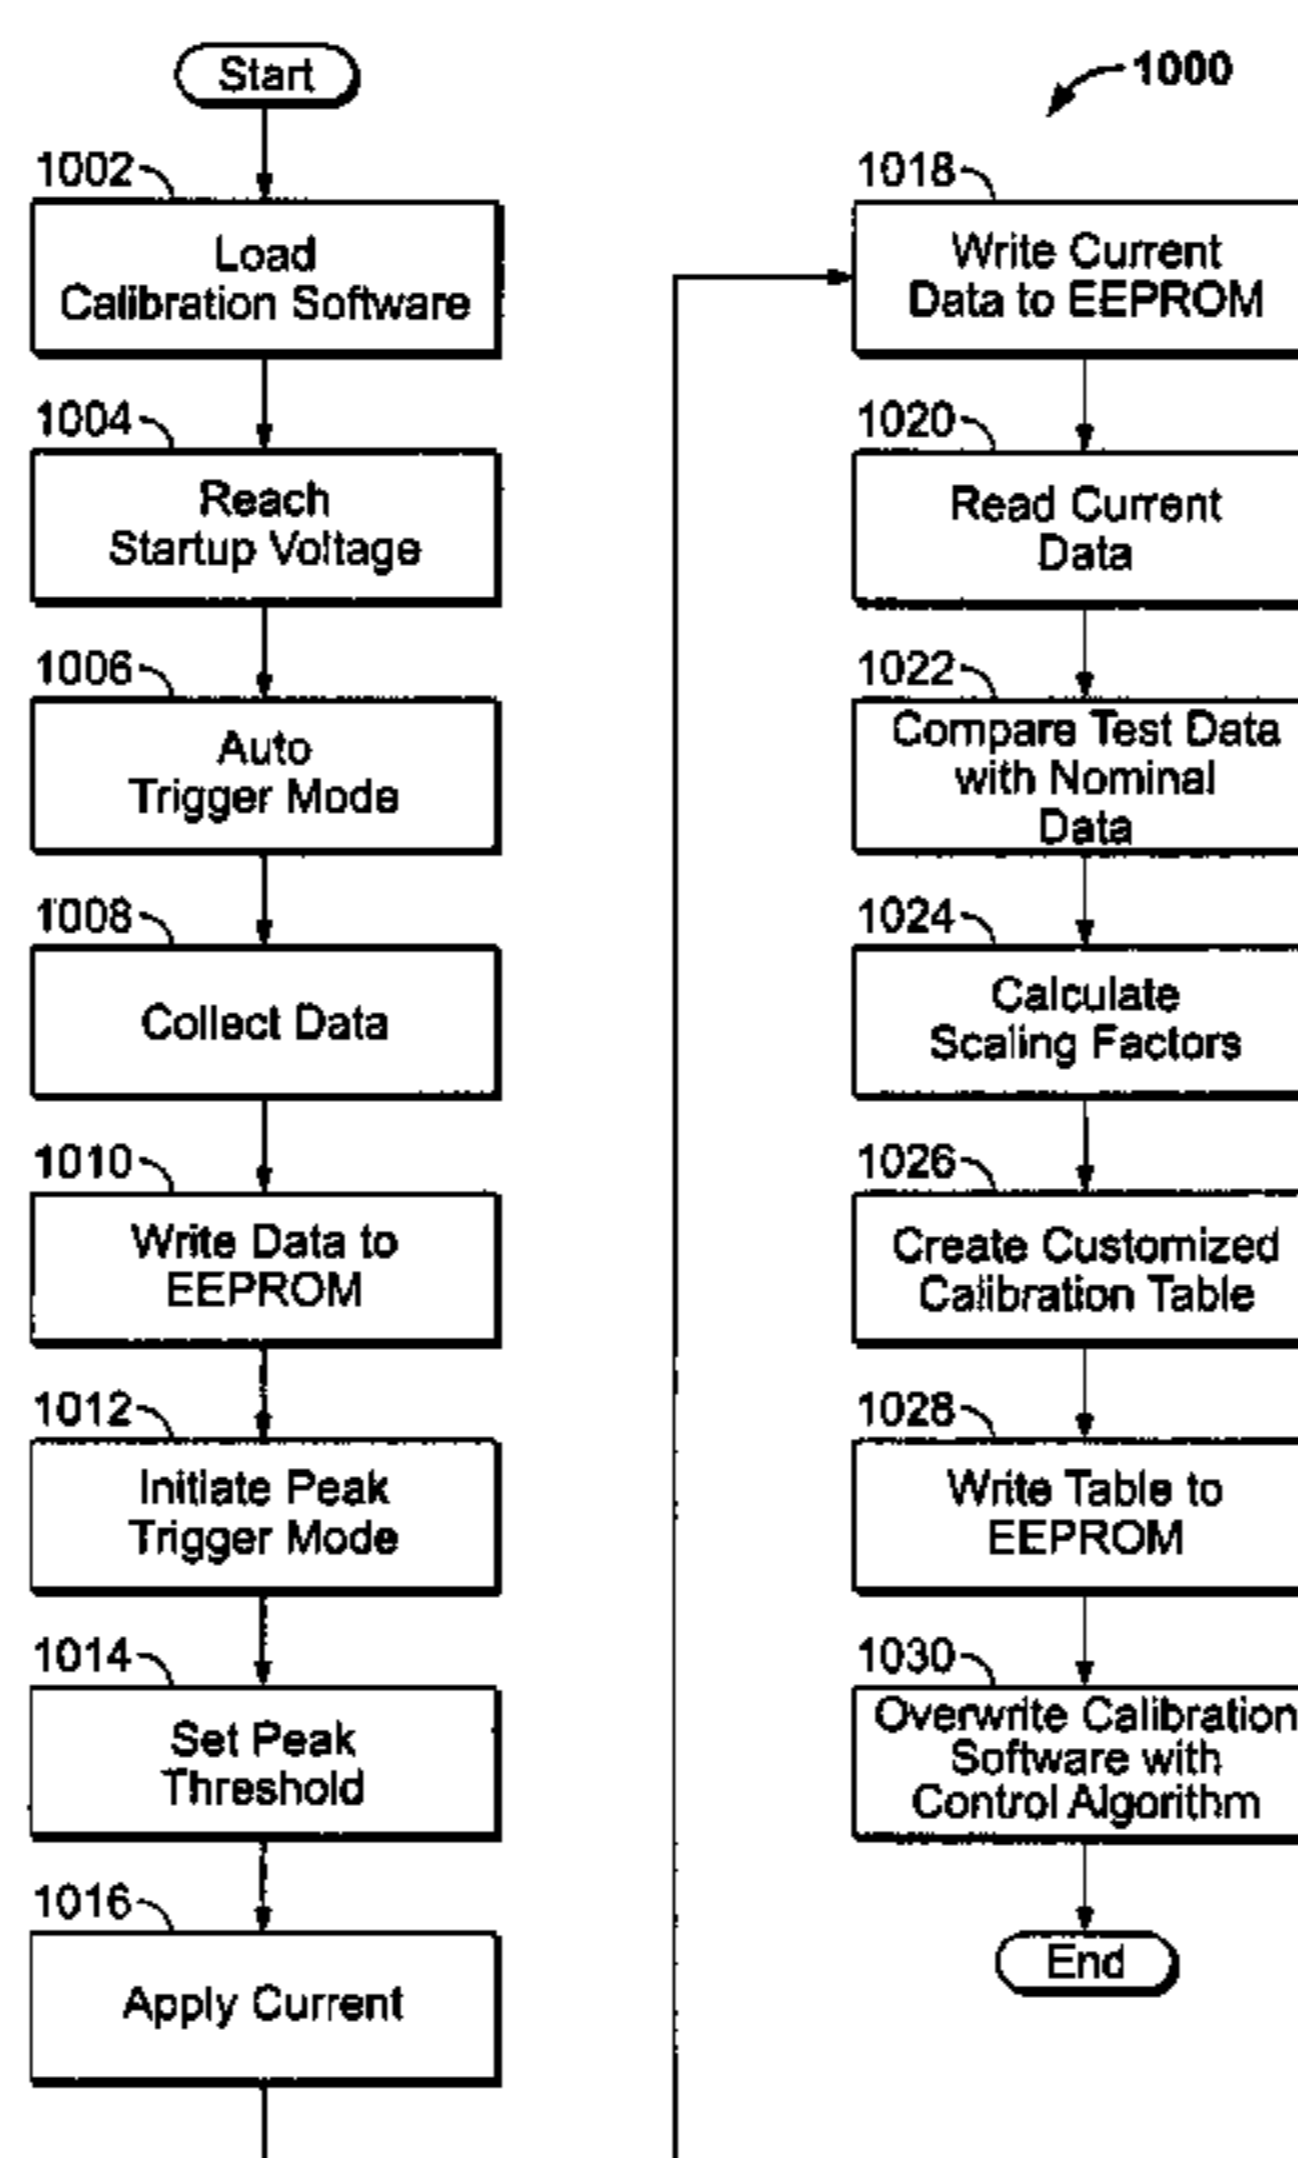 Start
1002
Load
Calibration Software
1004
Reach
Startup Voltage
1006
Auto
Trigger Mode
1008
Collect Data
1010
Write Data to
EEPROM
1012
Initiate Peak
Trigger Mode
1014
Set Peak
Threshold
1016
Apply Current
1000
1018
Write Current
Data to EEPROM
1020
Read Current
Data
1022
Compare Test Data
with Nominal
Data
1024
Calculate
Scaling Factors
1026
Create Customized
Calibration Table
1028
Write Table to
EEPROM
1030
Overwrite Calibration
Software with
Control Algorithm
End